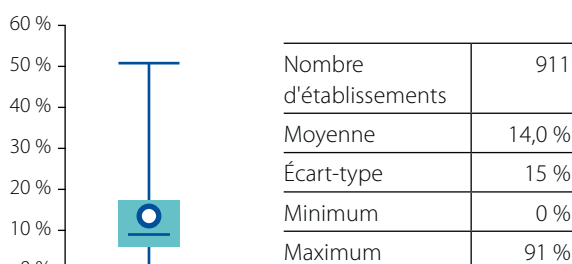 60 %
50 %
40 %
30 %
20 %
10 %
0 %
Nombre
d'établissements
911
Moyenne
14,0 %
Écart-type
15 %
Minimum
0 %
Maximum
91 %